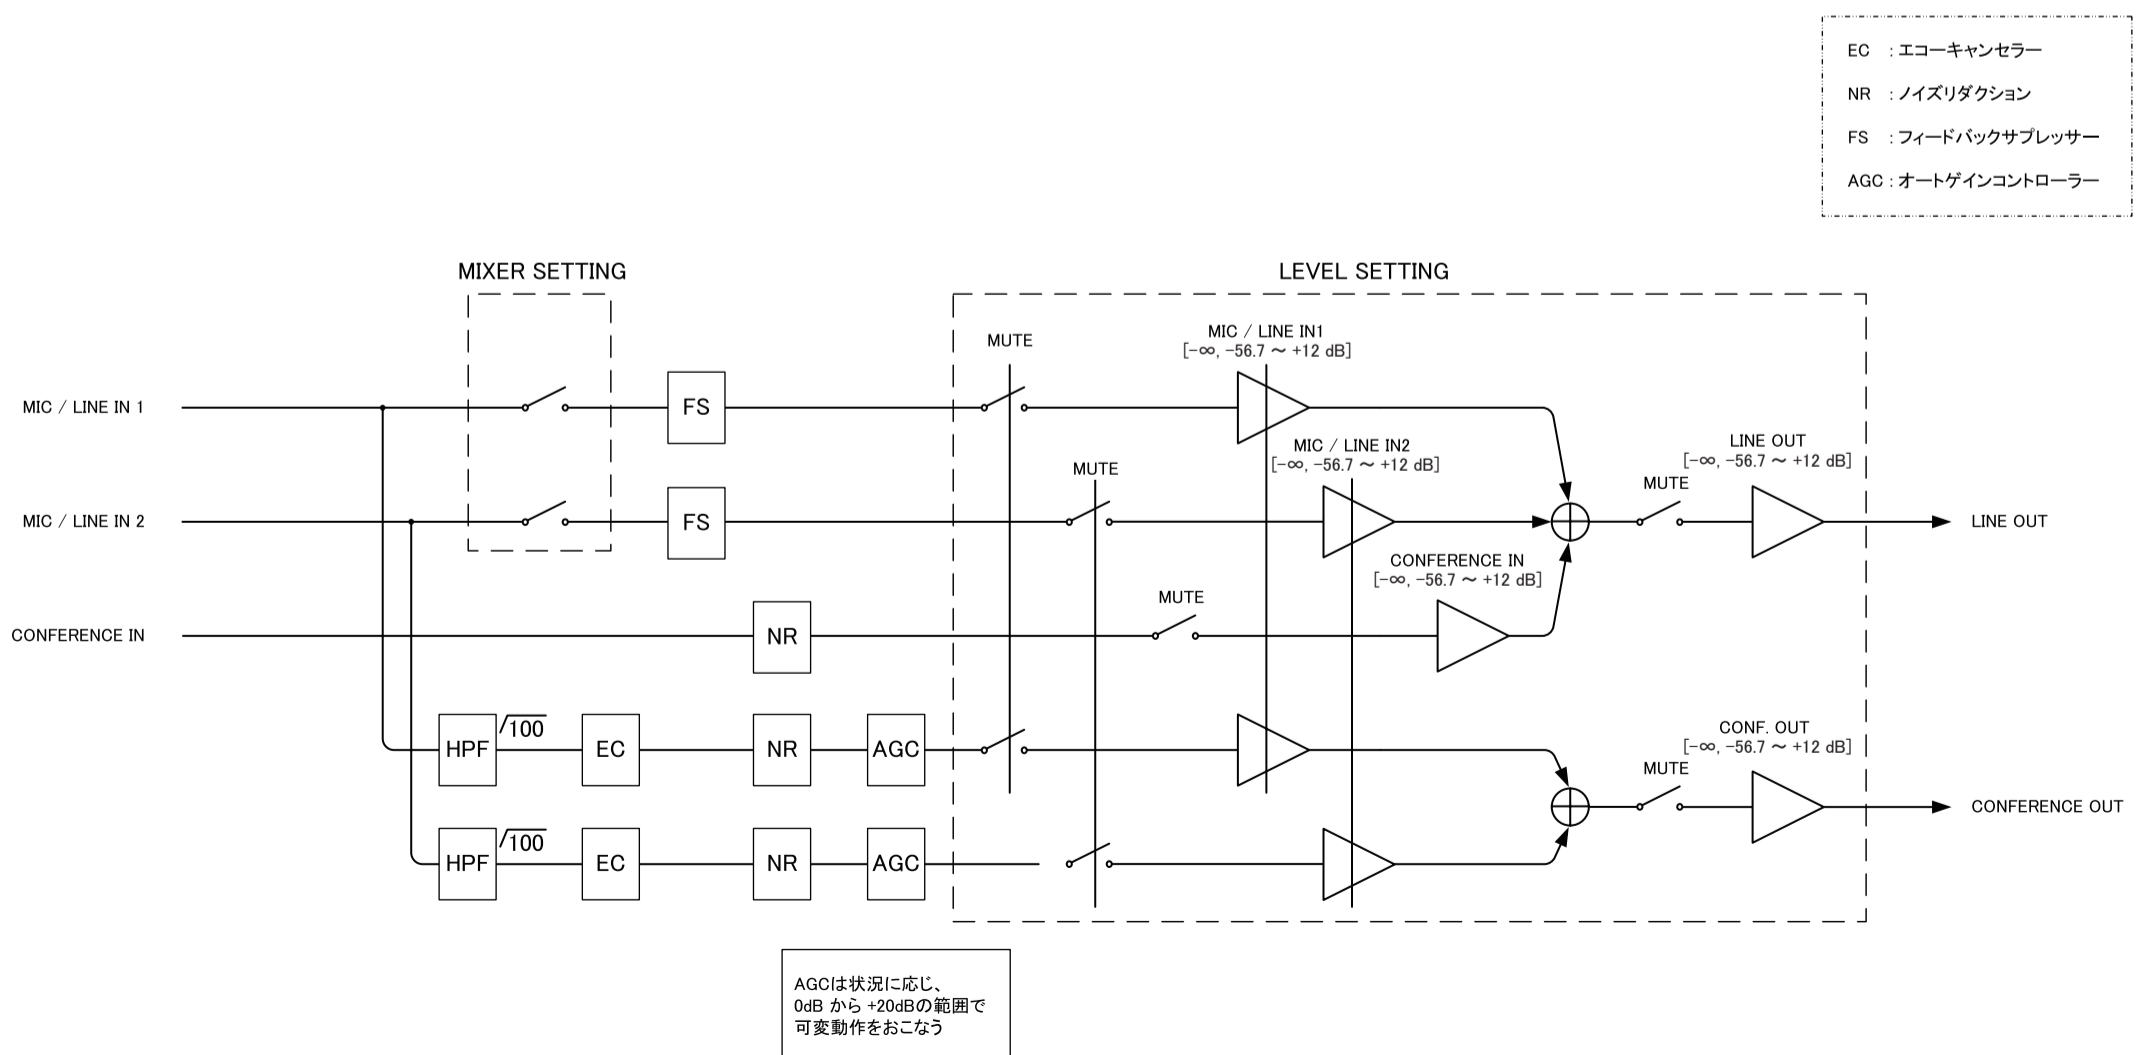 EC : エコーキャンセラー
NR : ノイズリダクション
FS : フィードバックサプレッサー
AGC : オートゲインコントローラー
MIXER SETTING
LEVEL SETTING
MUTE
MIC / LINE IN1
[-∞, -56.7 ～ +12 dB]
MIC / LINE IN 1
FS
MUTE
MIC / LINE IN2
[-∞, -56.7 ～ +12 dB]
LINE OUT
[-∞, -56.7 ～ +12 dB]
MUTE
MIC / LINE IN 2
FS
LINE OUT
CONFERENCE IN
[-∞, -56.7 ～ +12 dB]
MUTE
CONFERENCE IN
NR
CONF. OUT
[-∞, -56.7 ～ +12 dB]
MUTE
HPF
/100
EC
NR
AGC
CONFERENCE OUT
HPF
/100
EC
NR
AGC
AGCは状況に応じ、
0dB から +20dBの範囲で
可変動作をおこなう